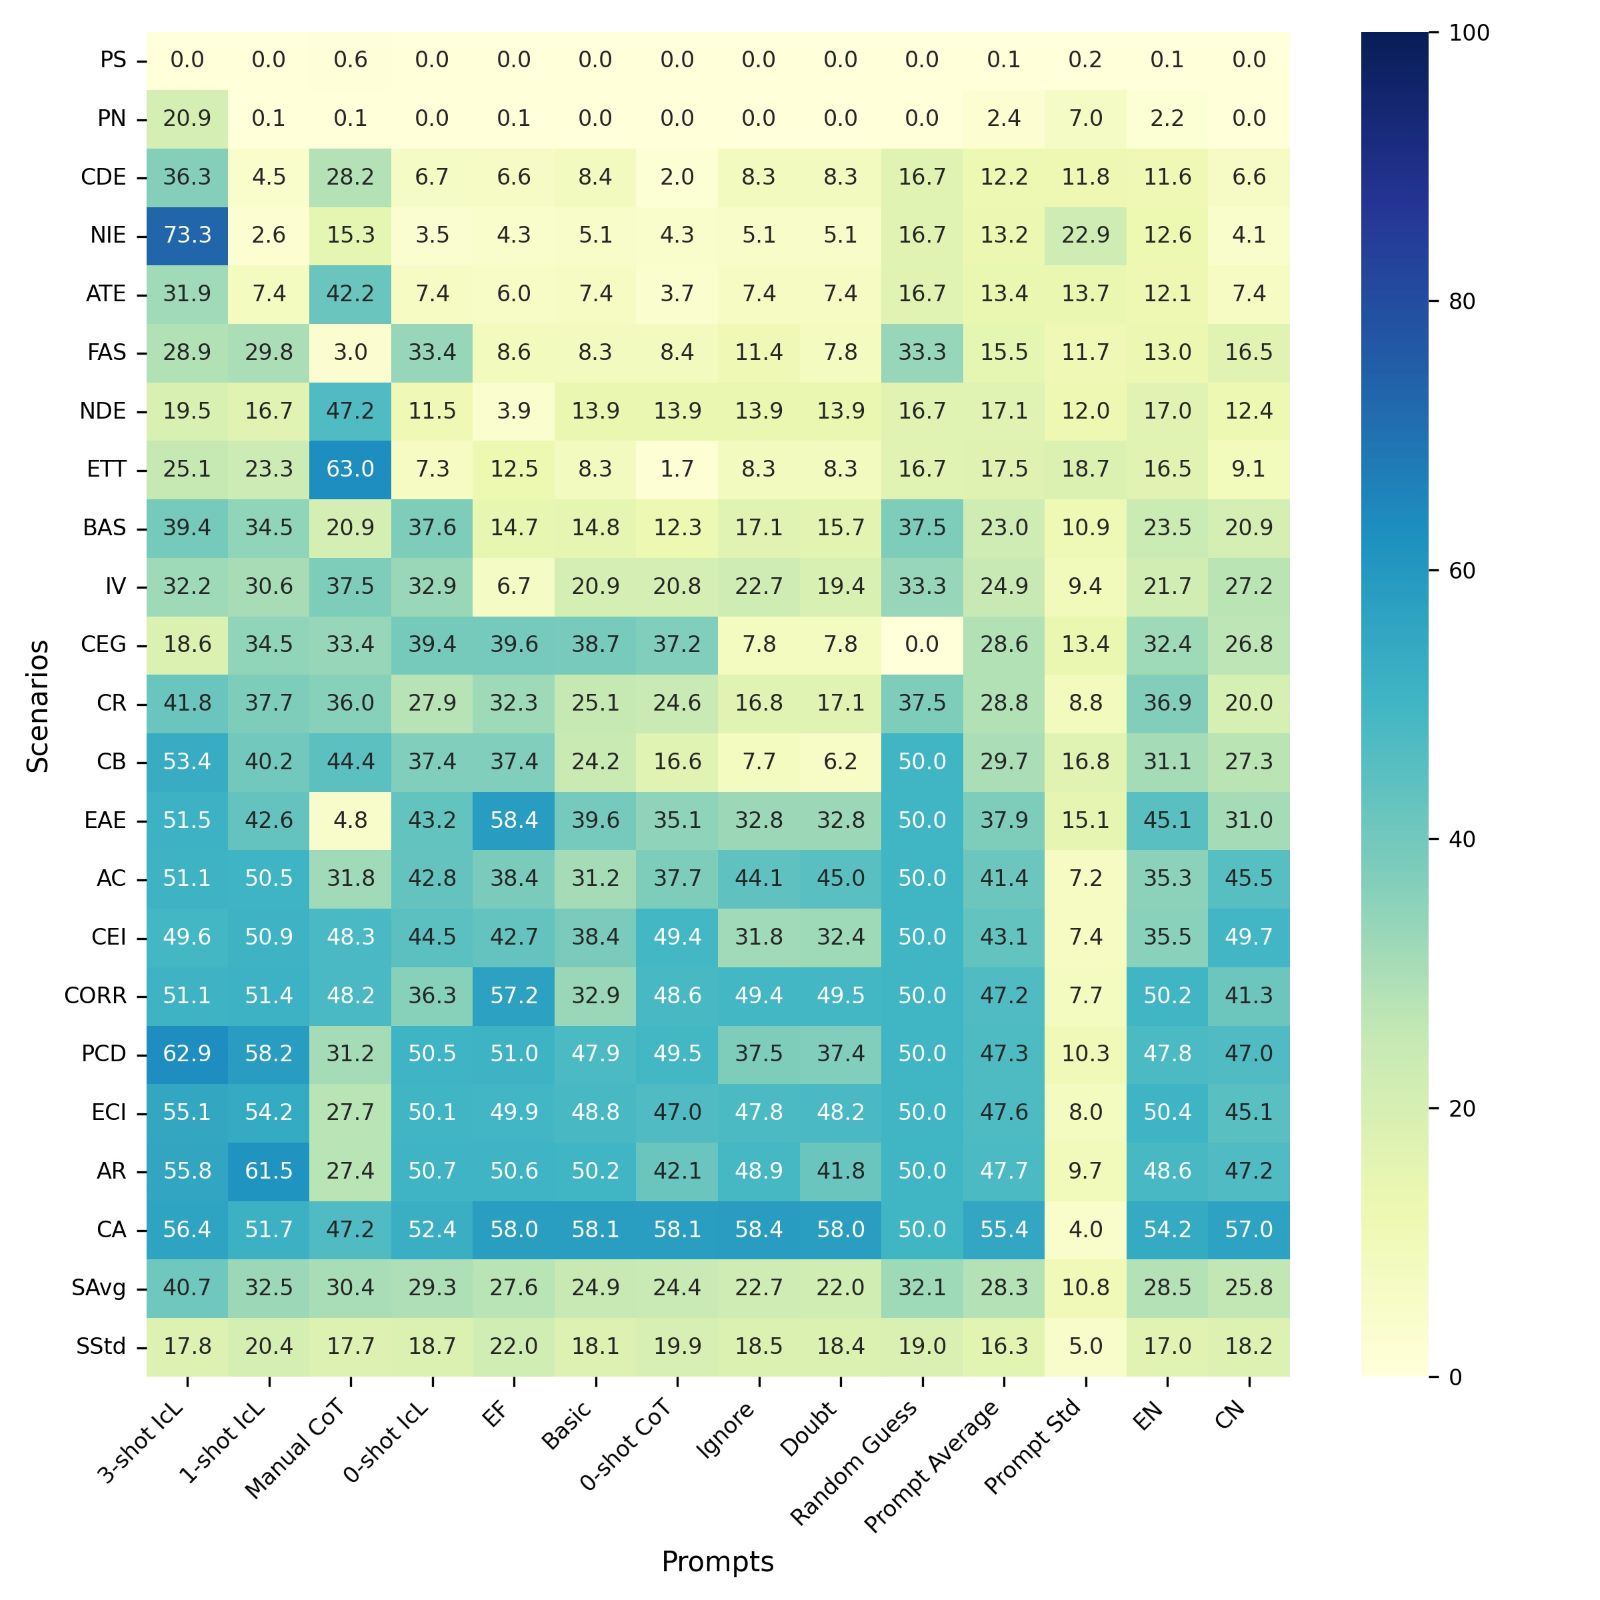 PS 0.0 0.0 0.6 0.0 0.0 0.0 0.0 0.0 0.0 0.0 0.1 0.2 0.1 0.0
PN 20.9 0.1 0.1 0.0 0.1 0.0 0.0 0.0 0.0 0.0 2.4 7.0 2.2 0.0
CDE 36.3 4.5 28.2 6.7 6.6 8.4 2.0 8.3 8.3 16.7 12.2 11.8 11.6 6.6
NIE 73.3 2.6 15.3 3.5 4.3 5.1 4.3 5.1 5.1 16.7 13.2 22.9 12.6 4.1
ATE 31.9 7.4 42.2 7.4 6.0 7.4 3.7 7.4 7.4 16.7 13.4 13.7 12.1 7.4
FAS 28.9 29.8 3.0 33.4 8.6 8.3 8.4 11.4 7.8 33.3 15.5 11.7 13.0 16.5
NDE 19.5 16.7 47.2 11.5 3.9 13.9 13.9 13.9 13.9 16.7 17.1 12.0 17.0 12.4
ETT 25.1 23.3 63.0 7.3 12.5 8.3 1.7 8.3 8.3 16.7 17.5 18.7 16.5 9.1
BAS 39.4 34.5 20.9 37.6 14.7 14.8 12.3 17.1 15.7 37.5 23.0 10.9 23.5 20.9
IV 32.2 30.6 37.5 32.9 6.7 20.9 20.8 22.7 19.4 33.3 24.9 9.4 21.7 27.2
CEG 18.6 34.5 33.4 39.4 39.6 38.7 37.2 7.8 7.8 0.0 28.6 13.4 32.4 26.8
CR 41.8 37.7 36.0 27.9 32.3 25.1 24.6 16.8 17.1 37.5 28.8 8.8 36.9 20.0
CB 53.4 40.2 44.4 37.4 37.4 24.2 16.6 7.7 6.2 50.0 29.7 16.8 31.1 27.3
EAE 51.5 42.6 4.8 43.2 58.4 39.6 35.1 32.8 32.8 50.0 37.9 15.1 45.1 31.0
AC 51.1 50.5 31.8 42.8 38.4 31.2 37.7 44.1 45.0 50.0 41.4 7.2 35.3 45.5
CEI 49.6 50.9 48.3 44.5 42.7 38.4 49.4 31.8 32.4 50.0 43.1 7.4 35.5 49.7
CORR 51.1 51.4 48.2 36.3 57.2 32.9 48.6 49.4 49.5 50.0 47.2 7.7 50.2 41.3
PCD 62.9 58.2 31.2 50.5 51.0 47.9 49.5 37.5 37.4 50.0 47.3 10.3 47.8 47.0
ECI 55.1 54.2 27.7 50.1 49.9 48.8 47.0 47.8 48.2 50.0 47.6 8.0 50.4 45.1
AR 55.8 61.5 27.4 50.7 50.6 50.2 42.1 48.9 41.8 50.0 47.7 9.7 48.6 47.2
CA 56.4 51.7 47.2 52.4 58.0 58.1 58.1 58.4 58.0 50.0 55.4 4.0 54.2 57.0
SAvg 40.7 32.5 30.4 29.3 27.6 24.9 24.4 22.7 22.0 32.1 28.3 10.8 28.5 25.8
SStd 17.8 20.4 17.7 18.7 22.0 18.1 19.9 18.5 18.4 19.0 16.3 5.0 17.0 18.2
3-shot IcL 1-shot IcL Manual CoT 0-shot IcL EF Basic 0-shot CoT Ignore Doubt Random Guess Prompt Average Prompt Std EN CN
Prompts
Scenarios
100
80
60
40
20
0